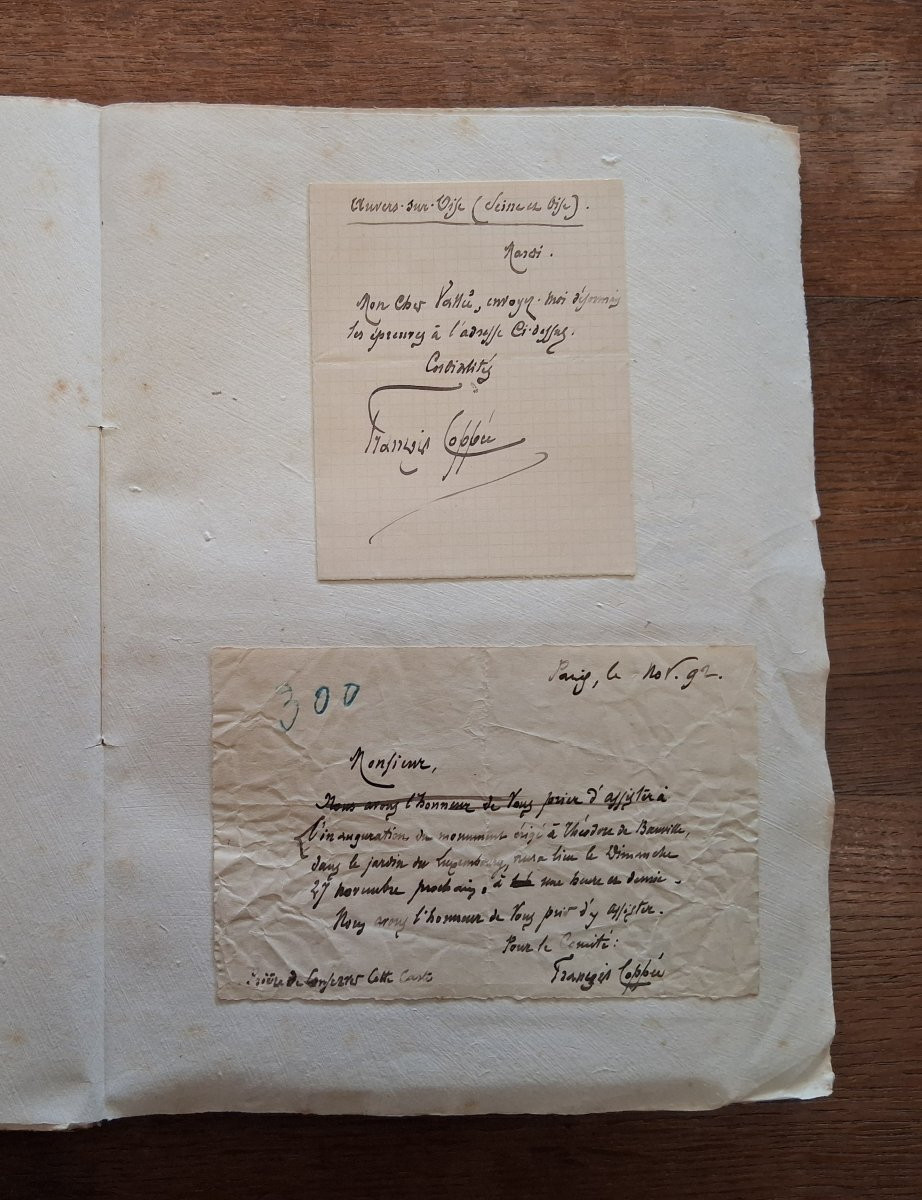 Auvers-sur-Oise (Seine et Oise).
Mardi.
Mon cher Vallée, envoyez-moi désormais
les épreuves à l'adresse ci-dessus.
Cordialités
François Coppée
300
Paris, le Nov. 92.
Monsieur,
Nous avons l'honneur de vous prier d'assister à
L'inauguration du monument érigé à Théodore de Banville,
dans le jardin du Luxembourg, aura lieu le Dimanche
27 novembre prochain, à une heure et demie.
Nous avons l'honneur de vous prier d'y assister.
Pour le Comité :
François Coppée
Prière de conserver cette carte